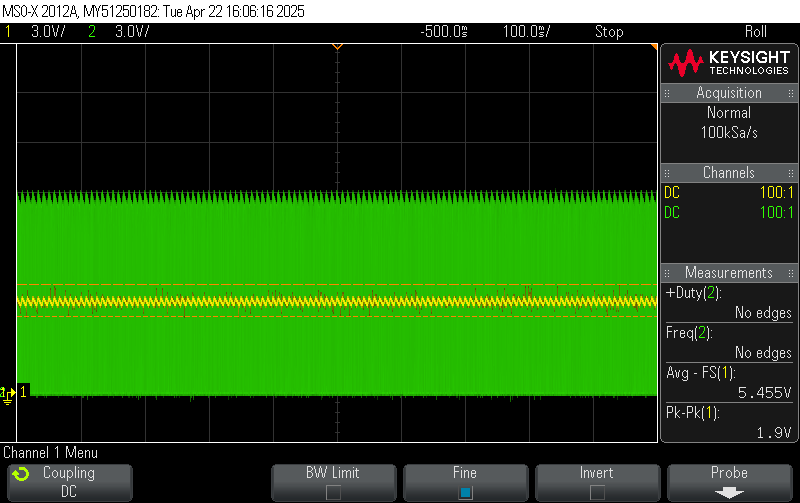 MSO-X 2012A, MY51250182: Tue Apr 22 16:06:16 2025
1 3.0V/ 2 3.0V/ -500.0ms 100.0ms/ Stop Roll
KEYSIGHT
TECHNOLOGIES
Acquisition
Normal
100kSa/s
Channels
DC 100:1
DC 100:1
Measurements
+Duty(2):
No edges
Freq(2):
No edges
Avg - FS(1):
5.455V
Pk-Pk(1):
1.9V
1
Channel 1 Menu
Coupling
DC
BW Limit
Fine
Invert
Probe